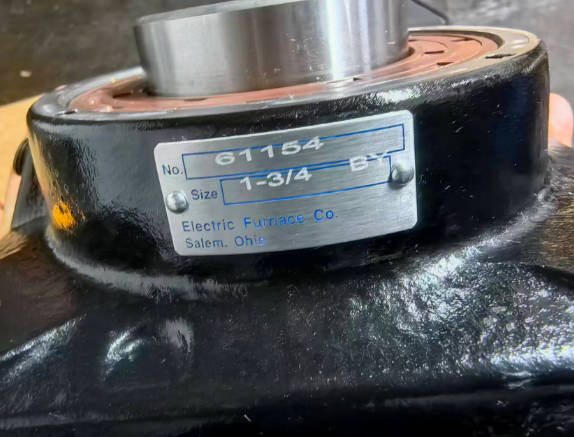 No. 61154
Size 1-3/4 BY
Electric Furnace Co.
Salem, Ohio